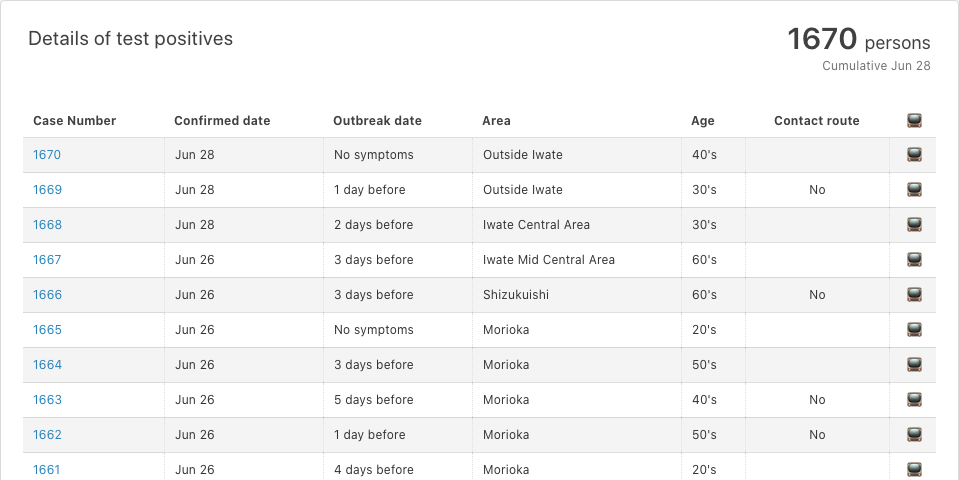 Details of test positives
1670 persons
Cumulative Jun 28
Case Number Confirmed date Outbreak date Area Age Contact route
1670 Jun 28 No symptoms Outside Iwate 40's
1669 Jun 28 1 day before Outside Iwate 30's No
1668 Jun 28 2 days before Iwate Central Area 30's
1667 Jun 26 3 days before Iwate Mid Central Area 60's
1666 Jun 26 3 days before Shizukuishi 60's No
1665 Jun 26 No symptoms Morioka 20's
1664 Jun 26 3 days before Morioka 50's
1663 Jun 26 5 days before Morioka 40's No
1662 Jun 26 1 day before Morioka 50's No
1661 Jun 26 4 days before Morioka 20's